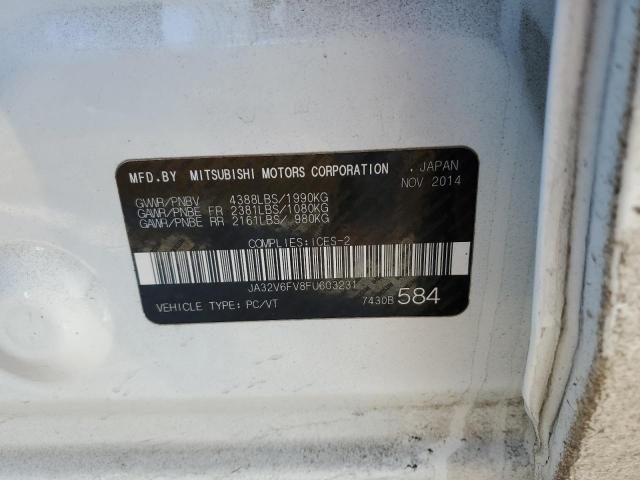 MFD.BY MITSUBISHI MOTORS CORPORATION . JAPAN
NOV 2014
GVWR/PNBV 4388LBS/1990KG
GAWR/PNBE FR 2381LBS/1080KG
GAWR/PNBE RR 2161LBS/ 980KG
COMPLIES:ICES-2
JA32V6FV8FU603231
VEHICLE TYPE: PC/VT 7430B 584